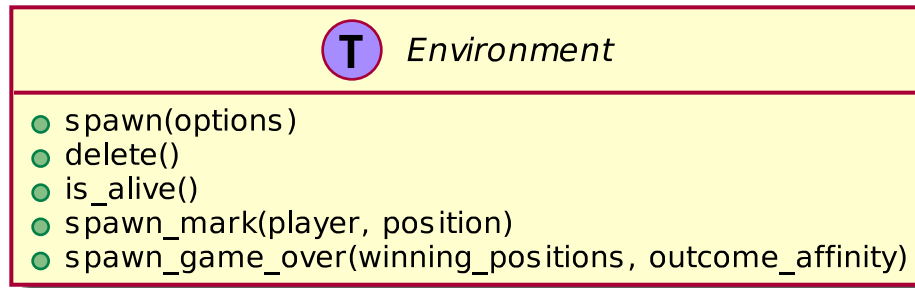 T Environment
spawn(options)
delete()
is_alive()
spawn_mark(player, position)
spawn_game_over(winning_positions, outcome_affinity)